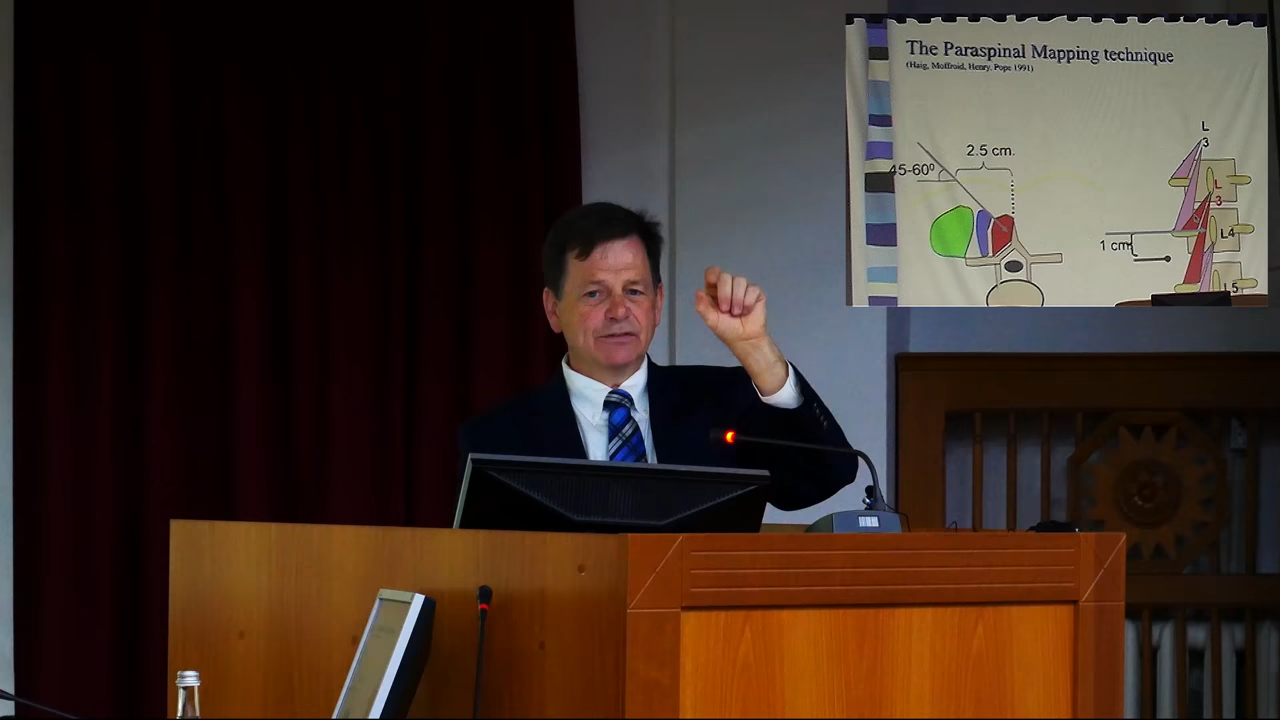 The Paraspinal Mapping technique
(Haig, Moffroid, Henry. Pope 1991)
2.5 cm.
45-60⁰
L
3
L
3
L4
1 cm
L5